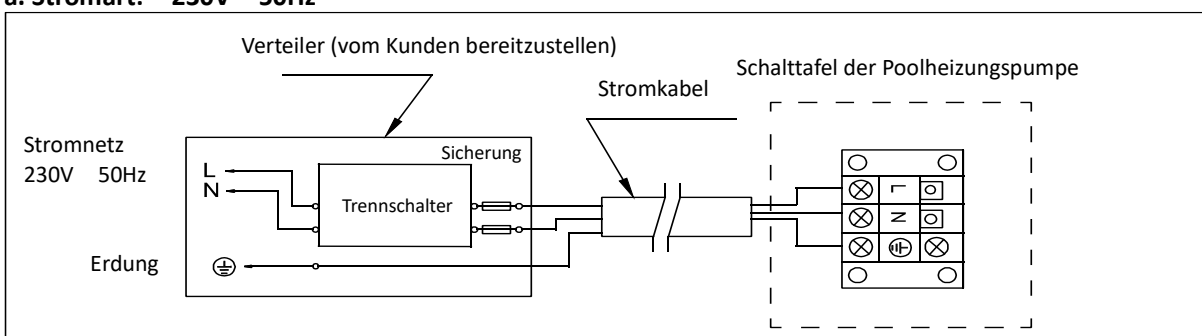 a. Stromart: 230V 50Hz
Verteiler (vom Kunden bereitzustellen)
Schalttafel der Poolheizungspumpe
Stromkabel
Stromnetz
230V 50Hz
Sicherung
L
N
Trennschalter
Erdung
L
N